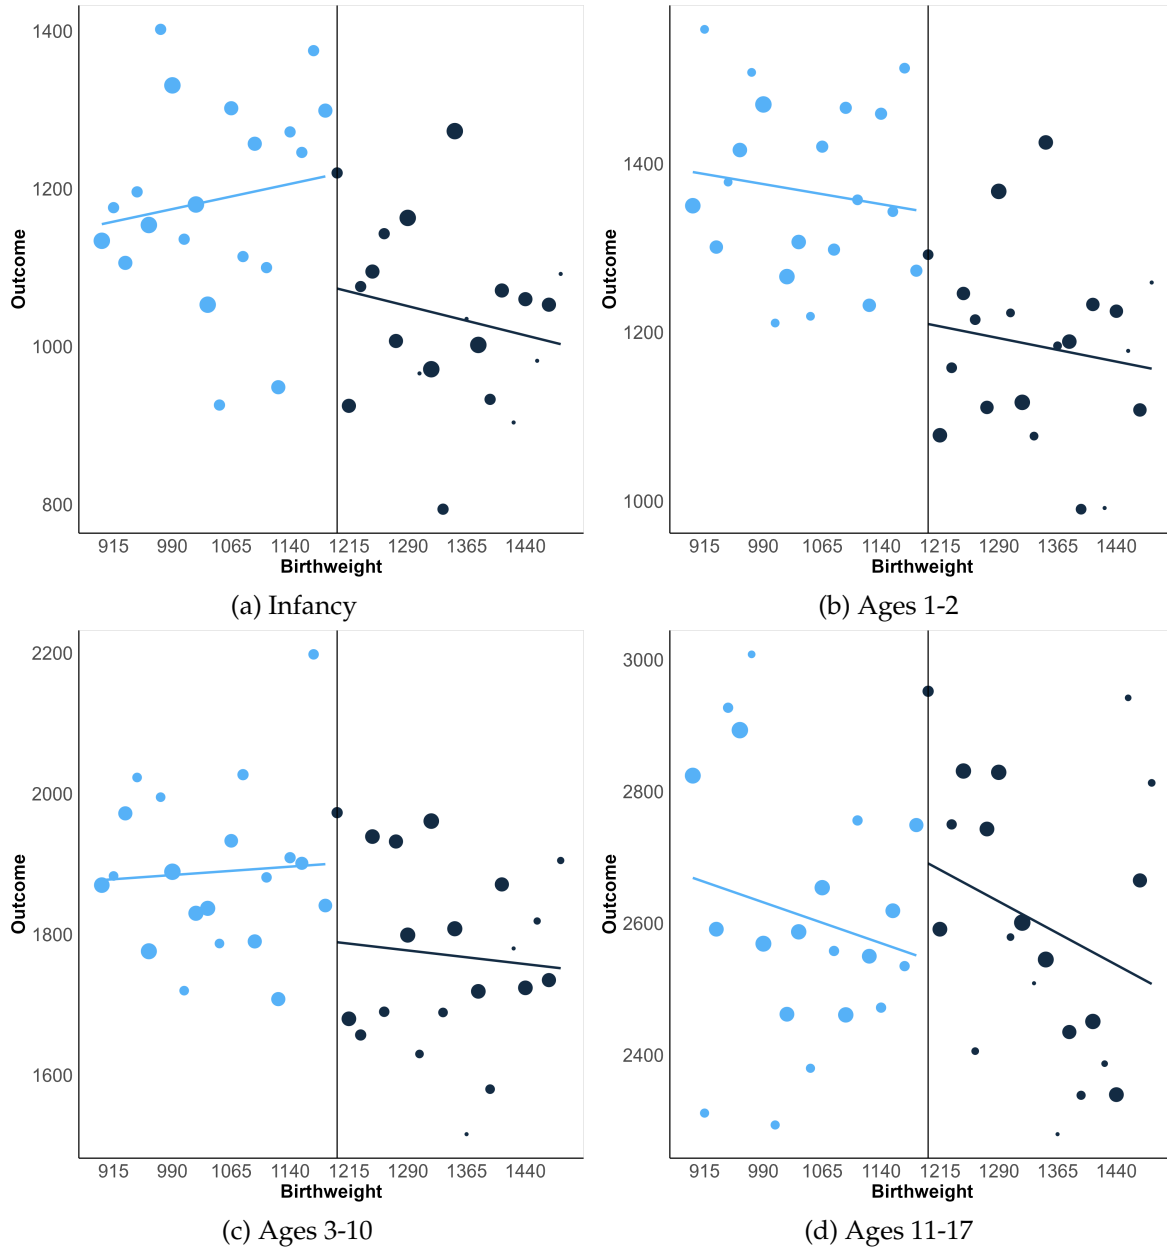 1400
1200
1000
800
Outcome
915 990 1065 1140 1215 1290 1365 1440
Birthweight
(a) Infancy
1400
1200
1000
Outcome
915 990 1065 1140 1215 1290 1365 1440
Birthweight
(b) Ages 1-2
2200
2000
1800
1600
Outcome
915 990 1065 1140 1215 1290 1365 1440
Birthweight
(c) Ages 3-10
3000
2800
2600
2400
Outcome
915 990 1065 1140 1215 1290 1365 1440
Birthweight
(d) Ages 11-17